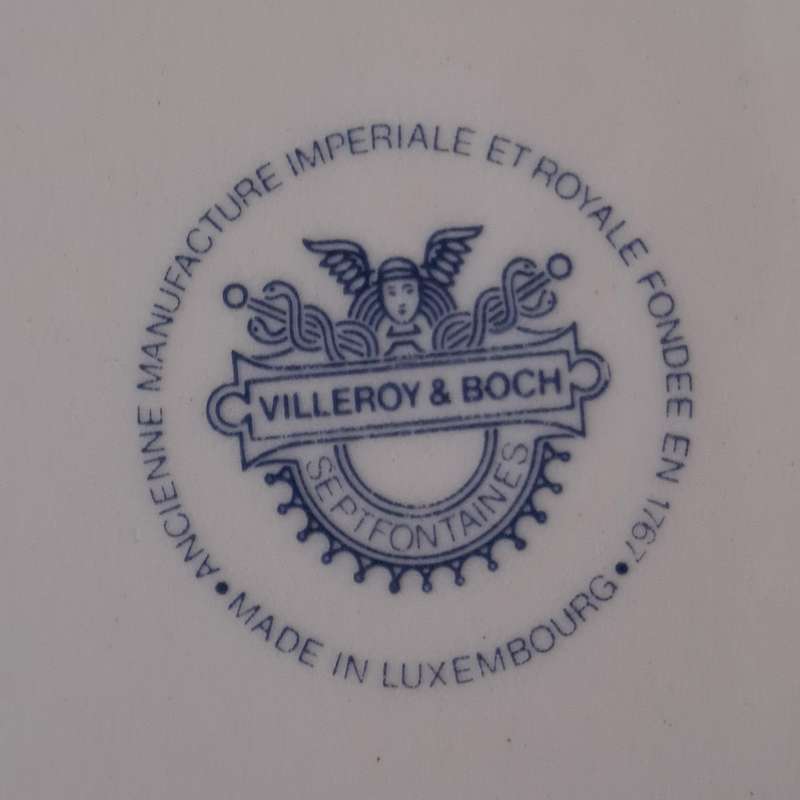 ANCIENNE MANUFACTURE IMPERIALE ET ROYALE FONDEE EN 1767
VILLEROY & BOCH
SEPTFONTAINES
• MADE IN LUXEMBOURG •